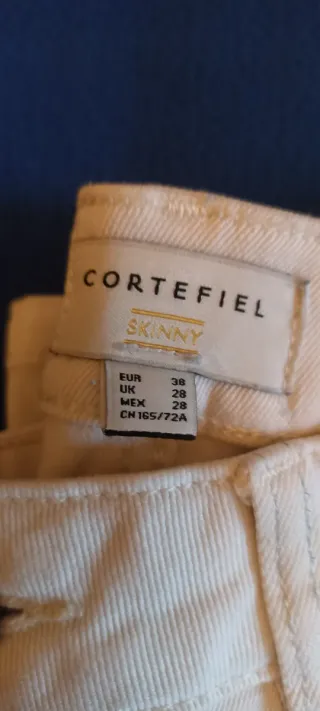 CORTEFIEL
SKINNY
EUR 38
UK 28
MEX 28
CN 165/72A